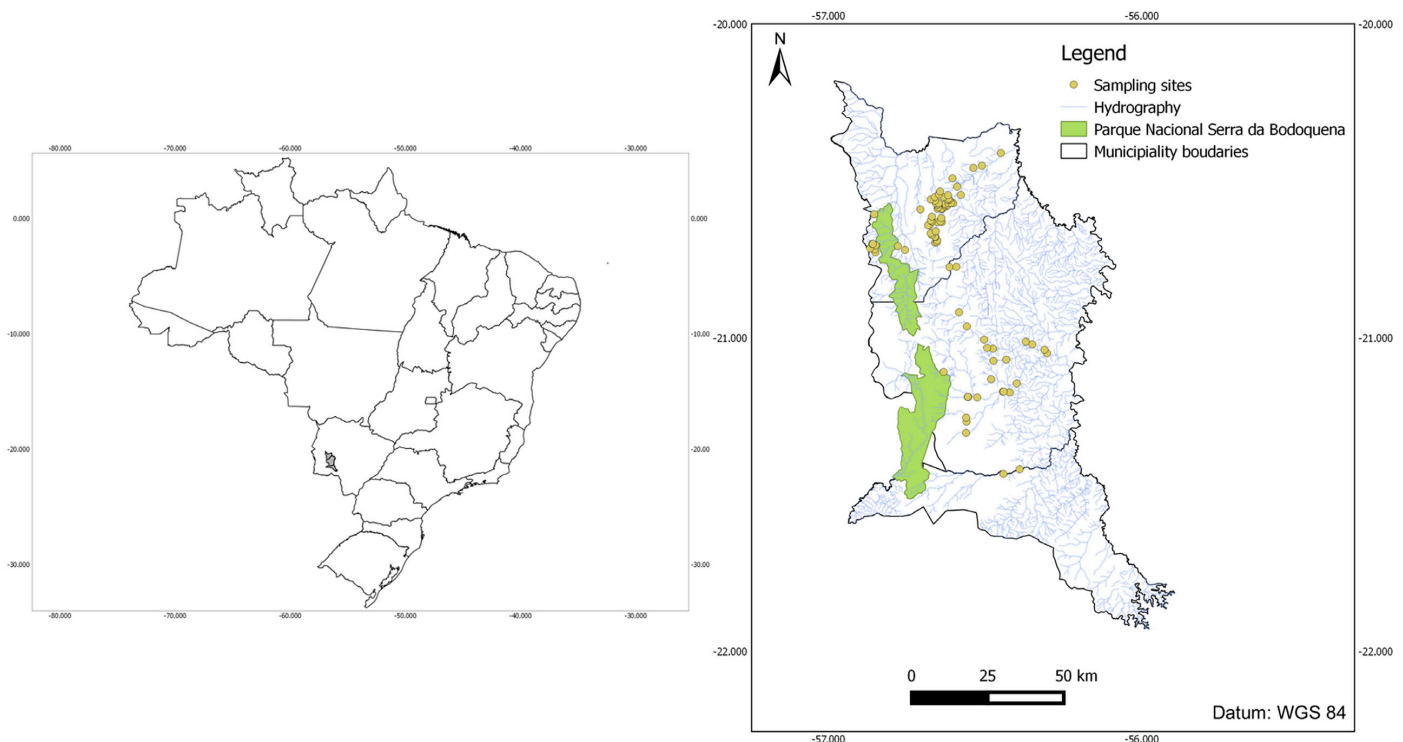 -80.000 -70.000 -60.000 -50.000 -40.000 -30.000
0.000 0.000
-10.000 -10.00
-20.000 -20.00
-30.000 -30.00
-80.000 -70.000 -60.000 -50.000 -40.000 -30.000
-57.000 -56.000
-20.000 -20.000
N
Legend
Sampling sites
Hydrography
Parque Nacional Serra da Bodoquena
Municipiality boudaries
-21.000 -21.000
-22.000 -22.000
0 25 50 km
Datum: WGS 84
-57.000 -56.000